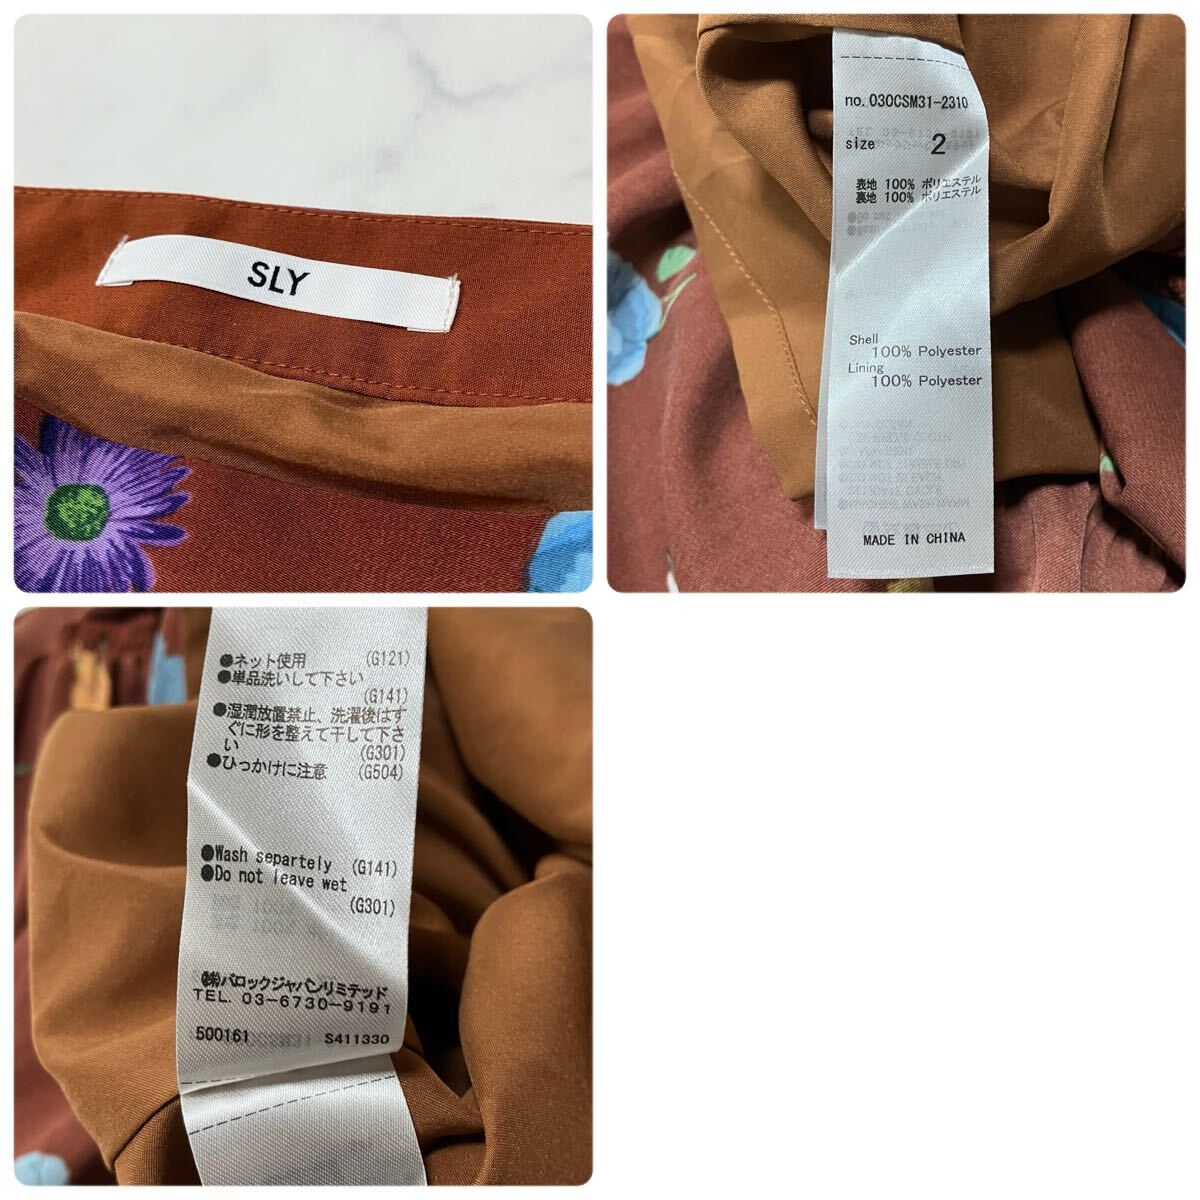 SLY
no.030CSM31-2310
size 2
表地 100% ポリエステル
裏地 100% ポリエステル
Shell
100% Polyester
Lining
100% Polyester
MADE IN CHINA
●ネット使用 (G121)
●単品洗いして下さい
(G141)
●湿潤放置禁止、洗濯後はす
ぐに形を整えて干して下さ
い (G301)
●ひっかけに注意 (G504)
●Wash separtely (G141)
●Do not leave wet
(G301)
㈱バロックジャパンリミテッド
TEL. 03-6730-9191
500161 S411330